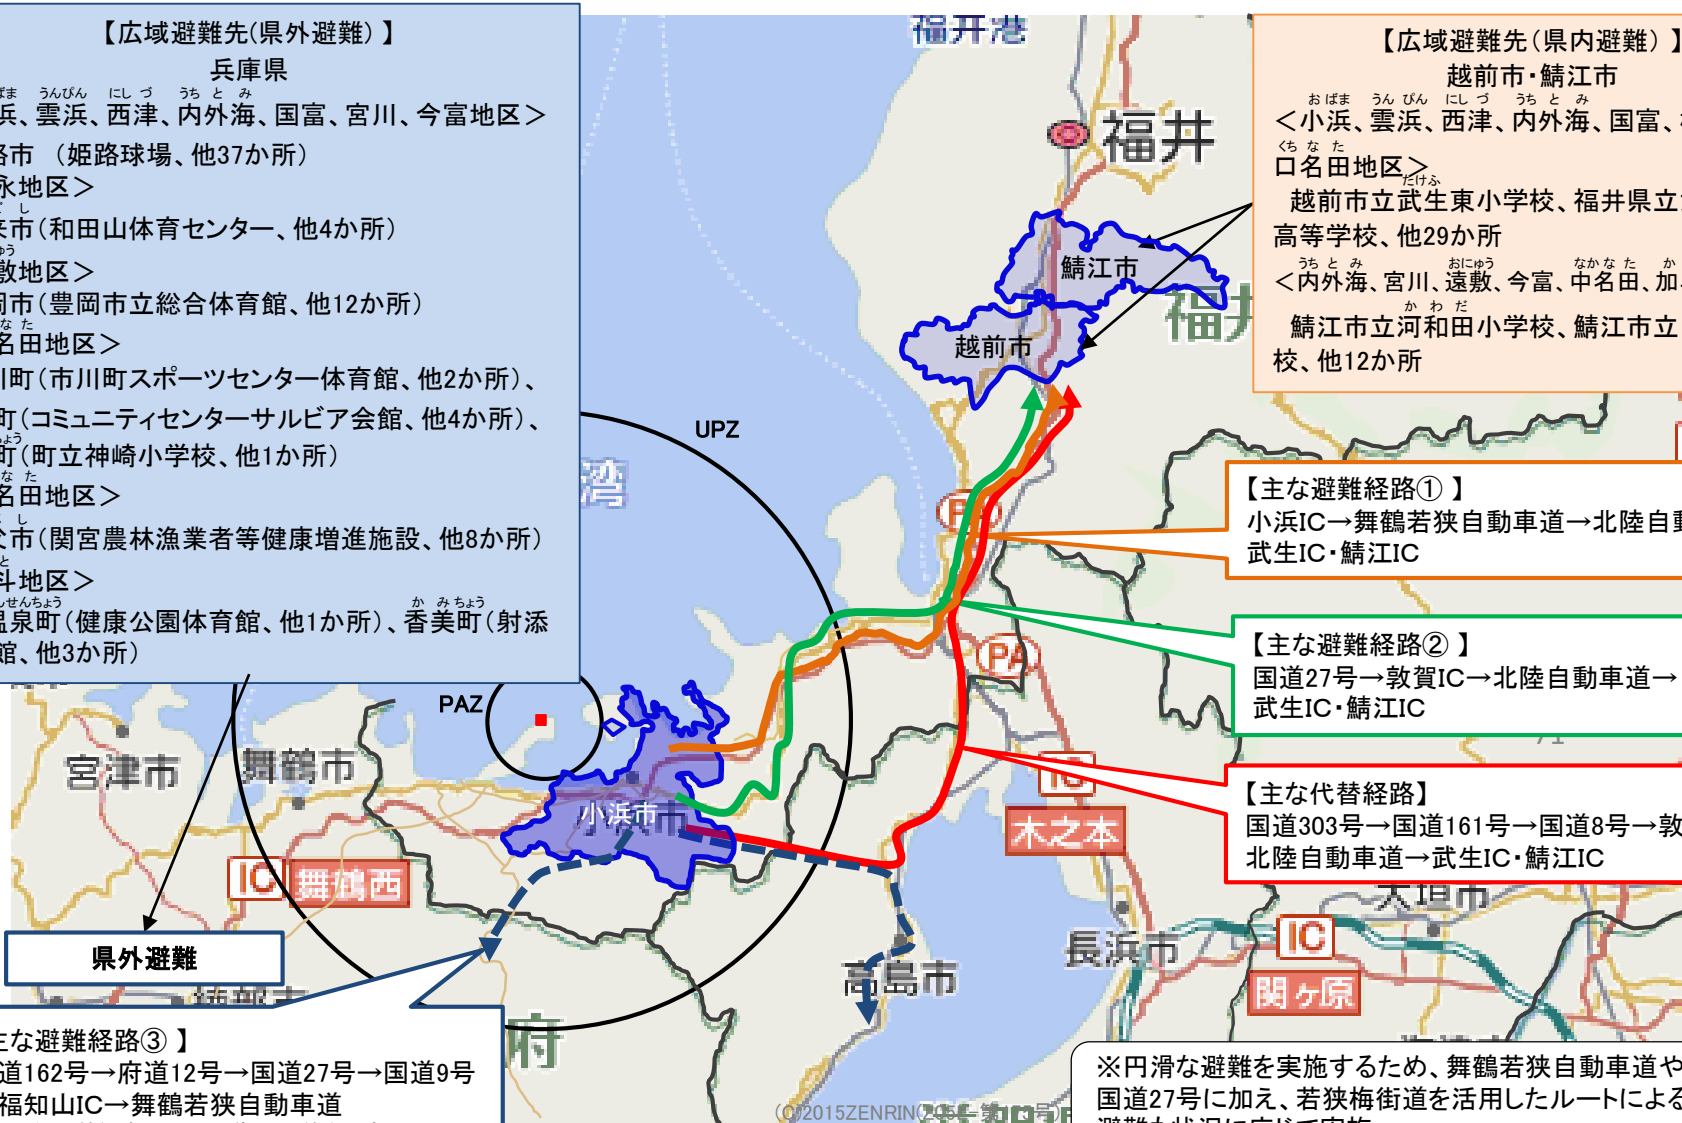 【広域避難先(県外避難) 】
兵庫県
浜、雲浜、西津、内外海、国富、宮川、今富地区＞
路市 （姫路球場、他37か所）
永地区＞
来市（和田山体育センター、他4か所）
敷地区＞
岡市（豊岡市立総合体育館、他12か所）
名田地区＞
川町（市川町スポーツセンター体育館、他2か所）、
町（コミュニティセンターサルビア会館、他4か所）、
町（町立神崎小学校、他1か所）
名田地区＞
父市（関宮農林漁業者等健康増進施設、他8か所）
斗地区＞
温泉町（健康公園体育館、他1か所）、香美町（射添
館、他3か所）
【広域避難先(県内避難) 】
越前市・鯖江市
＜小浜、雲浜、西津、内外海、国富、
口名田地区＞
越前市立武生東小学校、福井県立
高等学校、他29か所
＜内外海、宮川、遠敷、今富、中名田、加
鯖江市立河和田小学校、鯖江市立
校、他12か所
福井港
福井
鯖江市
福井
越前市
UPZ
湾
PA
【主な避難経路① 】
小浜IC→舞鶴若狭自動車道→北陸自動
武生IC・鯖江IC
【主な避難経路② 】
国道27号→敦賀IC→北陸自動車道→
武生IC・鯖江IC
PA
PAZ
宮津市
舞鶴市
小浜市
IC
舞鶴西
IC
木之本
【主な代替経路】
国道303号→国道161号→国道8号→敦
北陸自動車道→武生IC・鯖江IC
大垣市
県外避難
高島市
長浜市
IC
関ヶ原
府
主な避難経路③ 】
道162号→府道12号→国道27号→国道9号
福知山IC→舞鶴若狭自動車道
※円滑な避難を実施するため、舞鶴若狭自動車道や
国道27号に加え、若狭梅街道を活用したルートによる
(C)2015ZENRIN